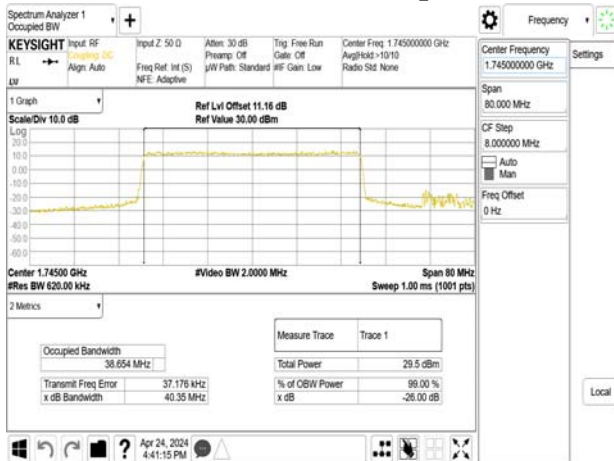 Spectrum Analyzer 1
Occupied BW
Frequency
KEYSIGHT
Input: RF
Coupling: DC
Align: Auto
Input Z: 50 Ω
Freq Ref: Int (S)
NFE: Adaptive
Atten: 30 dB
Preamp: Off
µW Path: Standard
Trig: Free Run
Gate: Off
#IF Gain: Low
Center Freq: 1.745000000 GHz
Avg|Hold:>10/10
Radio Std: None
RL
Center Frequency
1.745000000 GHz
Settings
Span
80.000 MHz
CF Step
8.000000 MHz
Auto
Man
Freq Offset
0 Hz
Local
1 Graph
Scale/Div 10.0 dB
Ref Lvl Offset 11.16 dB
Ref Value 30.00 dBm
Log
20.0
10.0
0.00
-10.0
-20.0
-30.0
-40.0
-50.0
-60.0
Center 1.74500 GHz
#Video BW 2.0000 MHz
Span 80 MHz
#Res BW 620.00 kHz
Sweep 1.00 ms (1001 pts)
2 Metrics
Measure Trace
Trace 1
Occupied Bandwidth
38.654 MHz
Total Power
29.5 dBm
Transmit Freq Error
37.176 kHz
% of OBW Power
99.00 %
x dB Bandwidth
40.35 MHz
x dB
-26.00 dB
Apr 24, 2024
4:41:15 PM